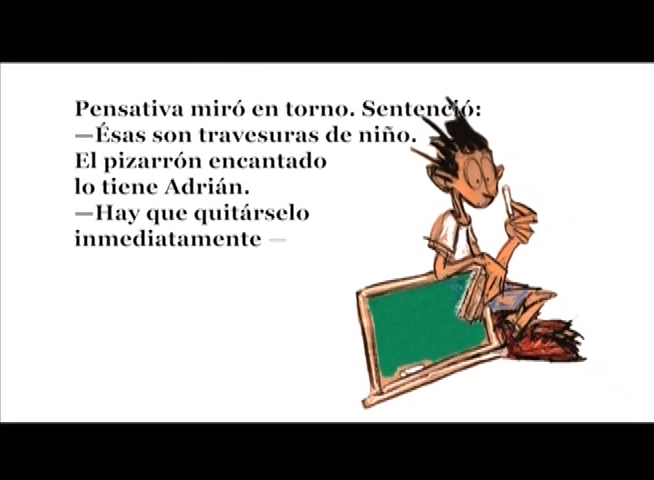 Pensativa miró en torno. Sentenció:
—Ésas son travesuras de niño.
El pizarrón encantado
lo tiene Adrián.
—Hay que quitárselo
inmediatamente —